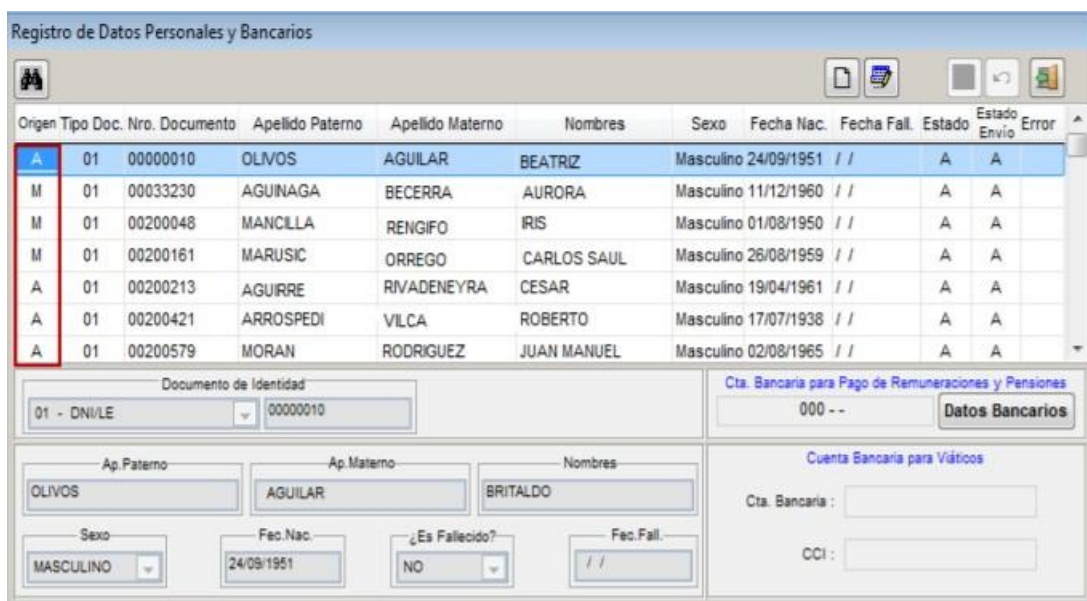 Registro de Datos Personales y Bancarios
Origen Tipo Doc. Nro. Documento Apellido Paterno Apellido Materno Nombres Sexo Fecha Nac. Fecha Fall. Estado Estado Envio Error
A 01 00000010 OLIVOS AGUILAR BEATRIZ Masculino 24/09/1951 / / A A
M 01 00033230 AGUINAGA BECERRA AURORA Masculino 11/12/1960 / / A A
M 01 00200048 MANCILLA RENGIFO IRIS Masculino 01/08/1950 / / A A
M 01 00200161 MARUSIC ORREGO CARLOS SAUL Masculino 26/08/1959 / / A A
A 01 00200213 AGUIRRE RIVADENEYRA CESAR Masculino 19/04/1961 / / A A
A 01 00200421 ARROSPEDI VILCA ROBERTO Masculino 17/07/1938 / / A A
A 01 00200579 MORAN RODRIGUEZ JUAN MANUEL Masculino 02/08/1965 / / A A
Documento de Identidad
01 - DNI/LE 00000010
Cta. Bancaria para Pago de Remuneraciones y Pensiones
000 - - Datos Bancarios
Ap.Paterno Ap.Materno Nombres
OLIVOS AGUILAR BRITALDO
Sexo Fec.Nac. ¿Es Fallecido? Fec.Fall.
MASCULINO 24/09/1951 NO / /
Cuenta Bancaria para Viáticos
Cta. Bancaria :
CCI :